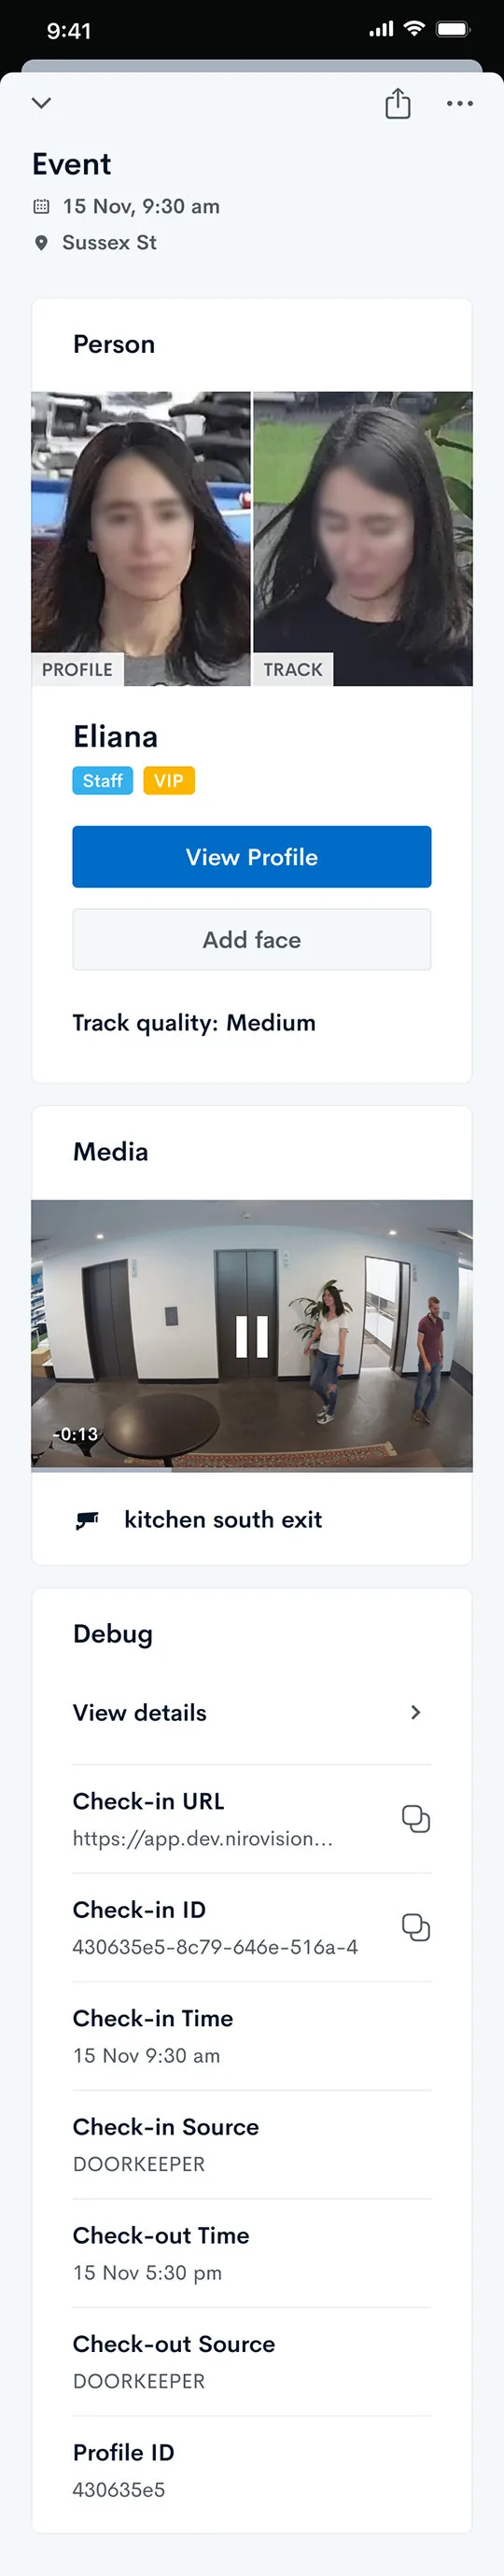 9:41
Event
15 Nov, 9:30 am
Sussex St
Person
PROFILE
TRACK
Eliana
Staff
VIP
View Profile
Add face
Track quality: Medium
Media
-0:13
kitchen south exit
Debug
View details
Check-in URL
https://app.dev.nirovision...
Check-in ID
430635e5-8c79-646e-516a-4
Check-in Time
15 Nov 9:30 am
Check-in Source
DOORKEEPER
Check-out Time
15 Nov 5:30 pm
Check-out Source
DOORKEEPER
Profile ID
430635e5